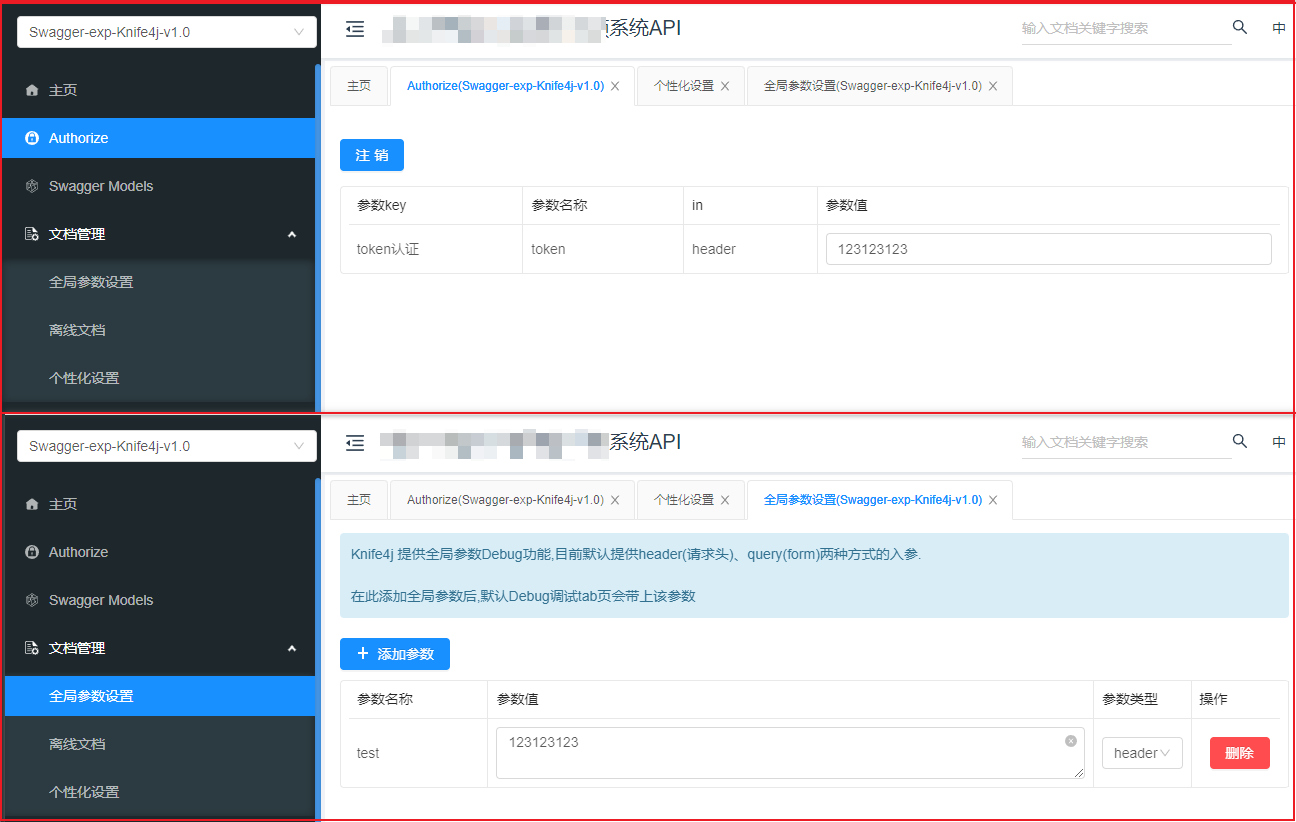 Swagger-exp-Knife4j-v1.0
主页
Authorize
Swagger Models
文档管理
全局参数设置
离线文档
个性化设置
系统API
输入文档关键字搜索
中
主页
Authorize(Swagger-exp-Knife4j-v1.0)
个性化设置
全局参数设置(Swagger-exp-Knife4j-v1.0)
注 销
参数key 参数名称 in 参数值
token认证 token header 123123123
Swagger-exp-Knife4j-v1.0
主页
Authorize
Swagger Models
文档管理
全局参数设置
离线文档
个性化设置
系统API
输入文档关键字搜索
中
主页
Authorize(Swagger-exp-Knife4j-v1.0)
个性化设置
全局参数设置(Swagger-exp-Knife4j-v1.0)
Knife4j 提供全局参数Debug功能,目前默认提供header(请求头)、query(form)两种方式的入参.
在此添加全局参数后,默认Debug调试tab页会带上该参数
添加参数
参数名称 参数值 参数类型 操作
test 123123123 header 删除